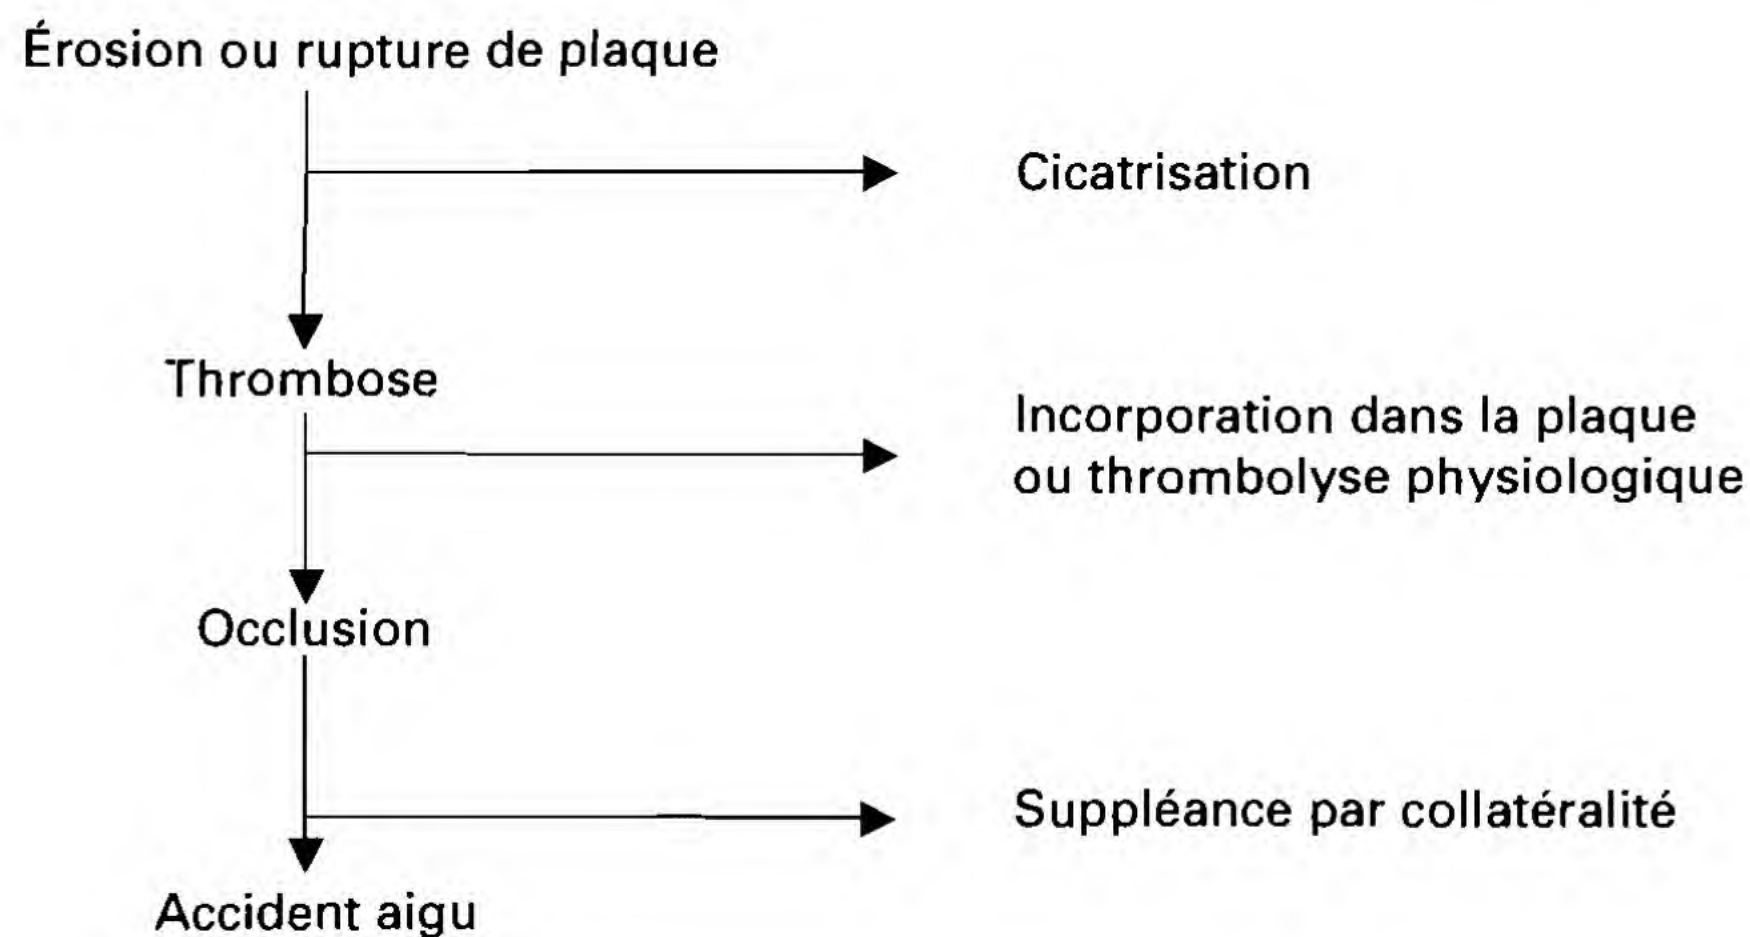 Érosion ou rupture de plaque
Cicatrisation
Thrombose
Incorporation dans la plaque
ou thrombolyse physiologique
Occlusion
Suppléance par collatéralité
Accident aigu